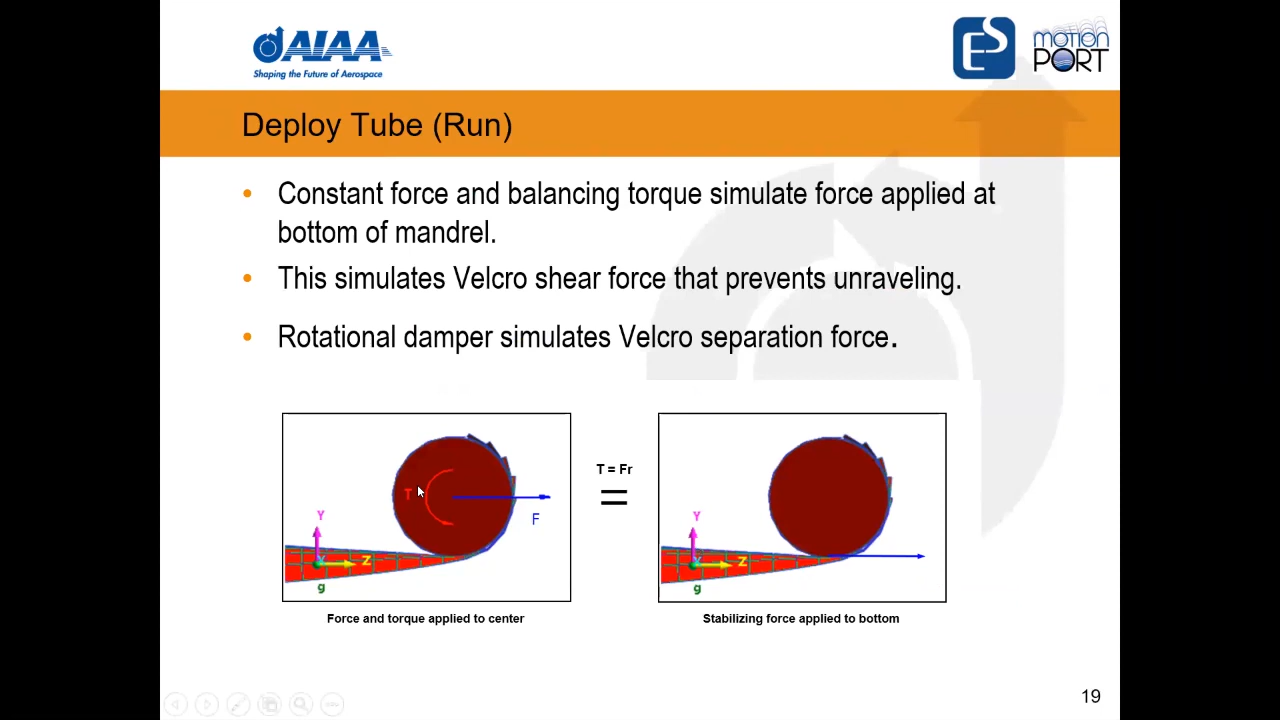 AIAA
Shaping the Future of Aerospace
ES
motion
PORT
Deploy Tube (Run)
• Constant force and balancing torque simulate force applied at
bottom of mandrel.
• This simulates Velcro shear force that prevents unraveling.
• Rotational damper simulates Velcro separation force.
T
F
Y
Z
g
Force and torque applied to center
T = Fr
=
Y
Z
g
Stabilizing force applied to bottom
19